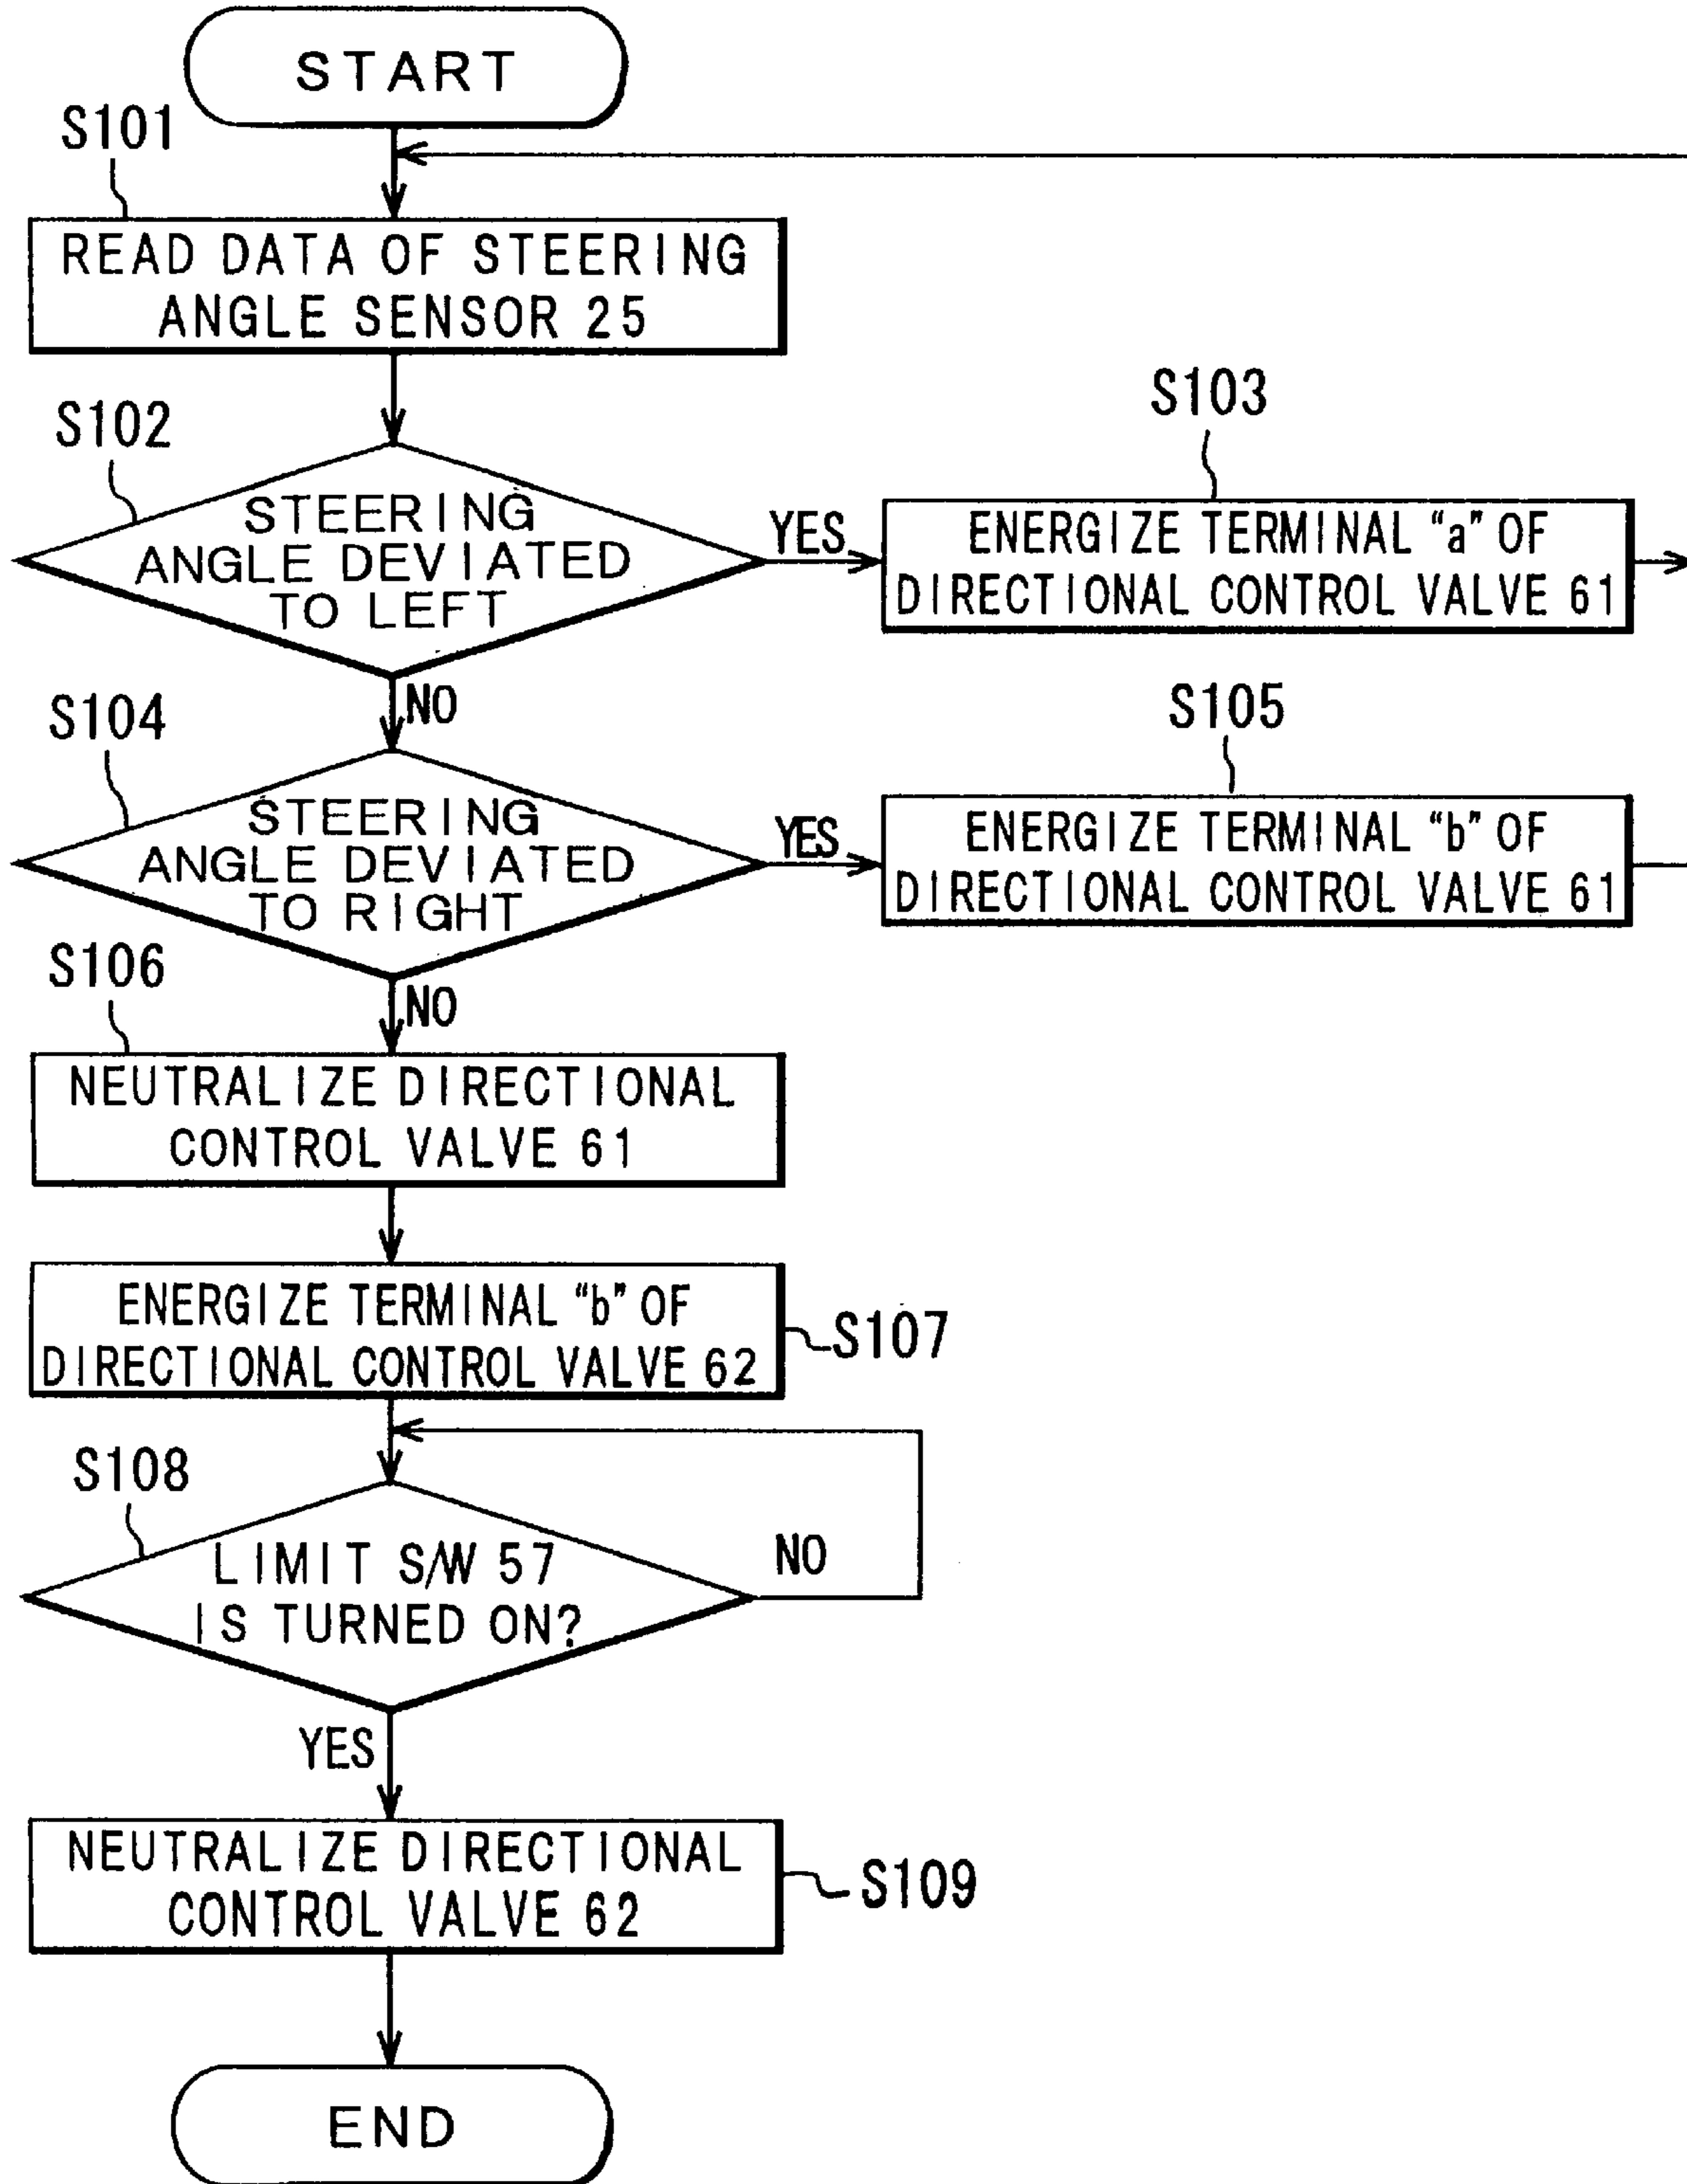 START
S101
READ DATA OF STEERING
ANGLE SENSOR 25
S102
STEERING
ANGLE DEVIATED
TO LEFT
YES
S103
ENERGIZE TERMINAL “a” OF
DIRECTIONAL CONTROL VALVE 61
NO
S104
STEERING
ANGLE DEVIATED
TO RIGHT
YES
S105
ENERGIZE TERMINAL “b” OF
DIRECTIONAL CONTROL VALVE 61
NO
S106
NEUTRALIZE DIRECTIONAL
CONTROL VALVE 61
ENERGIZE TERMINAL “b” OF
DIRECTIONAL CONTROL VALVE 62
S107
S108
LIMIT S/W 57
IS TURNED ON?
NO
YES
NEUTRALIZE DIRECTIONAL
CONTROL VALVE 62
S109
END